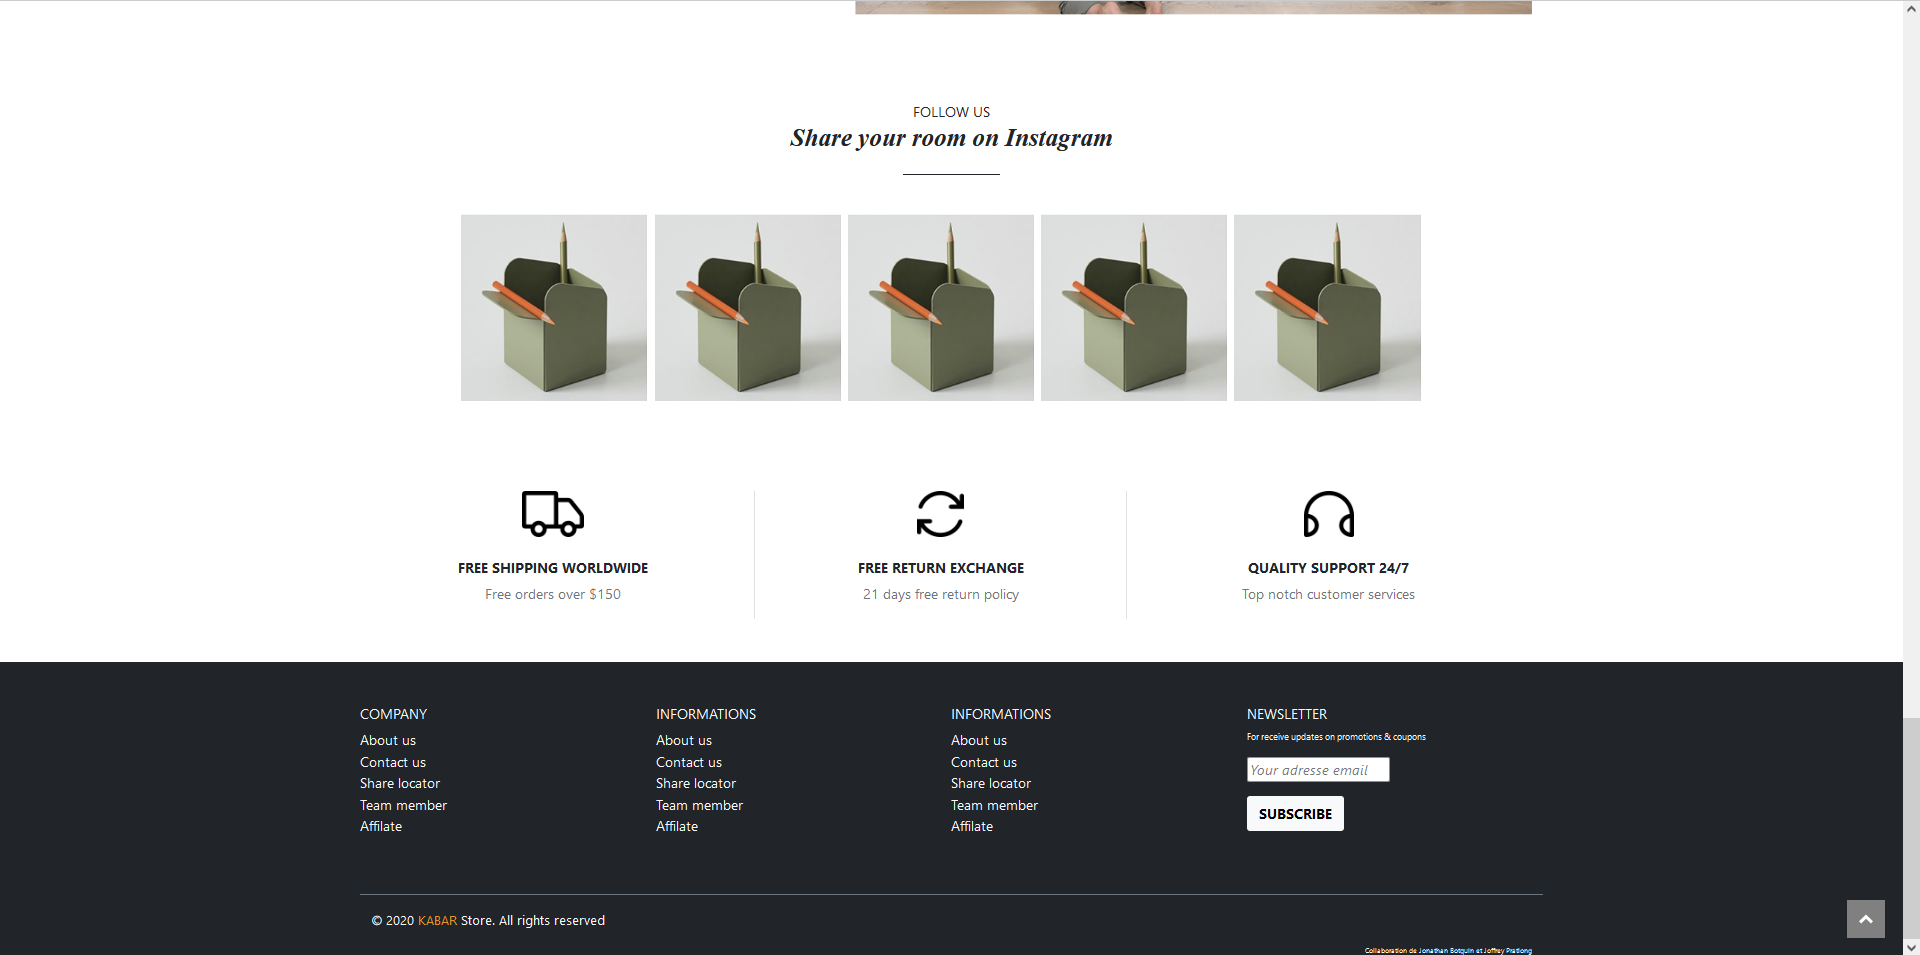 FOLLOW US
Share your room on Instagram
FREE SHIPPING WORLDWIDE
Free orders over $150
FREE RETURN EXCHANGE
21 days free return policy
QUALITY SUPPORT 24/7
Top notch customer services
COMPANY
About us
Contact us
Share locator
Team member
Affilate
INFORMATIONS
About us
Contact us
Share locator
Team member
Affilate
INFORMATIONS
About us
Contact us
Share locator
Team member
Affilate
NEWSLETTER
For receive updates on promotions & coupons
Your adresse email
SUBSCRIBE
© 2020 KABAR Store. All rights reserved
Collaboration de Jonathan Botquin et Joffrey Pratlong